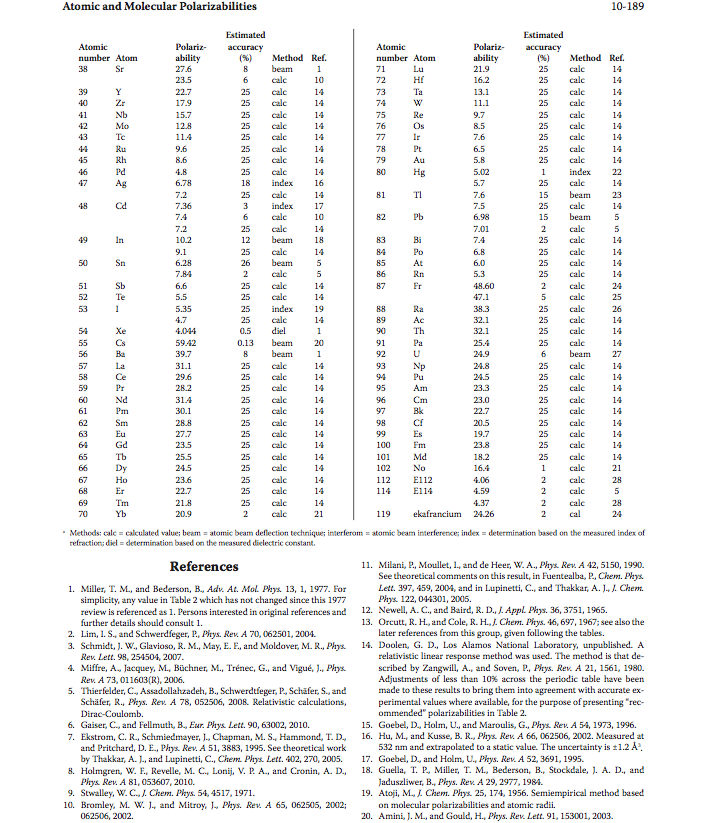 Atomic and Molecular Polarizabilities 10-189
Estimated
Atomic Polariz- accuracy
number Atom ability (%) Method Ref.
38 Sr 27.6 8 beam 1
23.5 6 calc 10
39 Y 22.7 25 calc 14
40 Zr 17.9 25 calc 14
41 Nb 15.7 25 calc 14
42 Mo 12.8 25 calc 14
43 Tc 11.4 25 calc 14
44 Ru 9.6 25 calc 14
45 Rh 8.6 25 calc 14
46 Pd 4.8 25 calc 14
47 Ag 6.78 18 index 16
7.2 25 calc 14
48 Cd 7.36 3 index 17
7.4 6 calc 10
7.2 25 calc 14
49 In 10.2 12 beam 18
9.1 25 calc 14
50 Sn 6.28 26 beam 5
7.84 2 calc 5
51 Sb 6.6 25 calc 14
52 Te 5.5 25 calc 14
53 I 5.35 25 index 19
4.7 25 calc 14
54 Xe 4.044 0.5 diel 1
55 Cs 59.42 0.13 beam 20
56 Ba 39.7 8 beam 1
57 La 31.1 25 calc 14
58 Ce 29.6 25 calc 14
59 Pr 28.2 25 calc 14
60 Nd 31.4 25 calc 14
61 Pm 30.1 25 calc 14
62 Sm 28.8 25 calc 14
63 Eu 27.7 25 calc 14
64 Gd 23.5 25 calc 14
65 Tb 25.5 25 calc 14
66 Dy 24.5 25 calc 14
67 Ho 23.6 25 calc 14
68 Er 22.7 25 calc 14
69 Tm 21.8 25 calc 14
70 Yb 20.9 2 calc 21
Estimated
Atomic Polariz- accuracy
number Atom ability (%) Method Ref.
71 Lu 21.9 25 calc 14
72 Hf 16.2 25 calc 14
73 Ta 13.1 25 calc 14
74 W 11.1 25 calc 14
75 Re 9.7 25 calc 14
76 Os 8.5 25 calc 14
77 Ir 7.6 25 calc 14
78 Pt 6.5 25 calc 14
79 Au 5.8 25 calc 14
80 Hg 5.02 1 index 22
5.7 25 calc 14
81 Tl 7.6 15 beam 23
7.5 25 calc 14
82 Pb 6.98 15 beam 5
7.01 2 calc 5
83 Bi 7.4 25 calc 14
84 Po 6.8 25 calc 14
85 At 6.0 25 calc 14
86 Rn 5.3 25 calc 14
87 Fr 48.60 2 calc 24
47.1 5 calc 25
88 Ra 38.3 25 calc 26
89 Ac 32.1 25 calc 14
90 Th 32.1 25 calc 14
91 Pa 25.4 25 calc 14
92 U 24.9 6 beam 27
93 Np 24.8 25 calc 14
94 Pu 24.5 25 calc 14
95 Am 23.3 25 calc 14
96 Cm 23.0 25 calc 14
97 Bk 22.7 25 calc 14
98 Cf 20.5 25 calc 14
99 Es 19.7 25 calc 14
100 Fm 23.8 25 calc 14
101 Md 18.2 25 calc 14
102 No 16.4 1 calc 21
112 E112 4.06 2 calc 28
114 E114 4.59 2 calc 5
4.37 2 calc 28
119 ekafrancium 24.26 2 cal 24
* Methods: calc = calculated value; beam = atomic beam deflection technique; interferom = atomic beam interference; index = determination based on the measured index of
refraction; diel = determination based on the measured dielectric constant.
References
1. Miller, T. M., and Bederson, B., Adv. At. Mol. Phys. 13, 1, 1977. For
simplicity, any value in Table 2 which has not changed since this 1977
review is referenced as 1. Persons interested in original references and
further details should consult 1.
2. Lim, I. S., and Schwerdfeger, P., Phys. Rev. A 70, 062501, 2004.
3. Schmidt, J. W., Glavioso, R. M., May, E. F., and Moldover, M. R., Phys.
Rev. Lett. 98, 254504, 2007.
4. Miffre, A., Jacquey, M., Büchner, M., Trénec, G., and Vigué, J., Phys.
Rev. A 73, 011603(R), 2006.
5. Thierfelder, C., Assadollahzadeh, B., Schwerdtfeger, P., Schäfer, S., and
Schäfer, R., Phys. Rev. A 78, 052506, 2008. Relativistic calculations,
Dirac-Coulomb.
6. Gaiser, C., and Fellmuth, B., Eur. Phys. Lett. 90, 63002, 2010.
7. Ekstrom, C. R., Schmiedmayer, J., Chapman, M. S., Hammond, T. D.,
and Pritchard, D. E., Phys. Rev. A 51, 3883, 1995. See theoretical work
by Thakkar, A. J., and Lupinetti, C., Chem. Phys. Lett. 402, 270, 2005.
8. Holmgren, W. F., Revelle, M. C., Lonij, V. P. A., and Cronin, A. D.,
Phys. Rev. A 81, 053607, 2010.
9. Stwalley, W. C., J. Chem. Phys. 54, 4517, 1971.
10. Bromley, M. W. J., and Mitroy, J., Phys. Rev. A 65, 062505, 2002;
062506, 2002.
11. Milani, P., Moullet, I., and de Heer, W. A., Phys. Rev. A 42, 5150, 1990.
See theoretical comments on this result, in Fuentealba, P., Chem. Phys.
Lett. 397, 459, 2004, and in Lupinetti, C., and Thakkar, A. J., J. Chem.
Phys. 122, 044301, 2005.
12. Newell, A. C., and Baird, R. D., J. Appl. Phys. 36, 3751, 1965.
13. Orcutt, R. H., and Cole, R. H., J. Chem. Phys. 46, 697, 1967; see also the
later references from this group, given following the tables.
14. Doolen, G. D., Los Alamos National Laboratory, unpublished. A
relativistic linear response method was used. The method is that de-
scribed by Zangwill, A., and Soven, P., Phys. Rev. A 21, 1561, 1980.
Adjustments of less than 10% across the periodic table have been
made to these results to bring them into agreement with accurate ex-
perimental values where available, for the purpose of presenting "rec-
ommended" polarizabilities in Table 2.
15. Goebel, D., Holm, U., and Maroulis, G., Phys. Rev. A 54, 1973, 1996.
16. Hu, M., and Kusse, B. R., Phys. Rev. A 66, 062506, 2002. Measured at
532 nm and extrapolated to a static value. The uncertainty is ±1.2 Å³.
17. Goebel, D., and Holm, U., Phys. Rev. A 52, 3691, 1995.
18. Guella, T. P., Miller, T. M., Bederson, B., Stockdale, J. A. D., and
Jaduszliwer, B., Phys. Rev. A 29, 2977, 1984.
19. Atoji, M., J. Chem. Phys. 25, 174, 1956. Semiempirical method based
on molecular polarizabilities and atomic radii.
20. Amini, J. M., and Gould, H., Phys. Rev. Lett. 91, 153001, 2003.